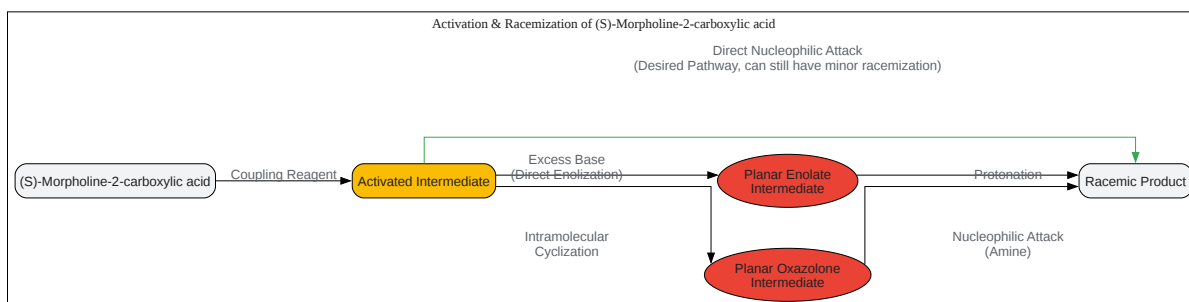 Activation & Racemization of (S)-Morpholine-2-carboxylic acid
Direct Nucleophilic Attack
(Desired Pathway, can still have minor racemization)
(S)-Morpholine-2-carboxylic acid
Coupling Reagent
Activated Intermediate
Excess Base
(Direct Enolization)
Planar Enolate
Intermediate
Protonation
Racemic Product
Intramolecular
Cyclization
Planar Oxazolone
Intermediate
Nucleophilic Attack
(Amine)